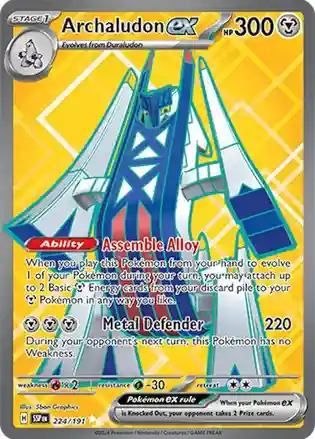 STAGE 1
Archaludon ex
HP 300
Evolves from Duraludon
Ability Assemble Alloy
When you play this Pokémon from your hand to evolve
1 of your Pokémon during your turn, you may attach up
to 2 Basic Energy cards from your discard pile to your
Pokémon in any way you like.
Metal Defender 220
During your opponent's next turn, this Pokémon has
no Weakness.
weakness ×2 resistance -30 retreat
Pokémon ex rule
When your Pokémon ex
is Knocked Out, your opponent takes 2 Prize cards.
Illus. 5ban Graphics
H SSP EN 224/191
©2024 Pokémon / Nintendo / Creatures / GAME FREAK